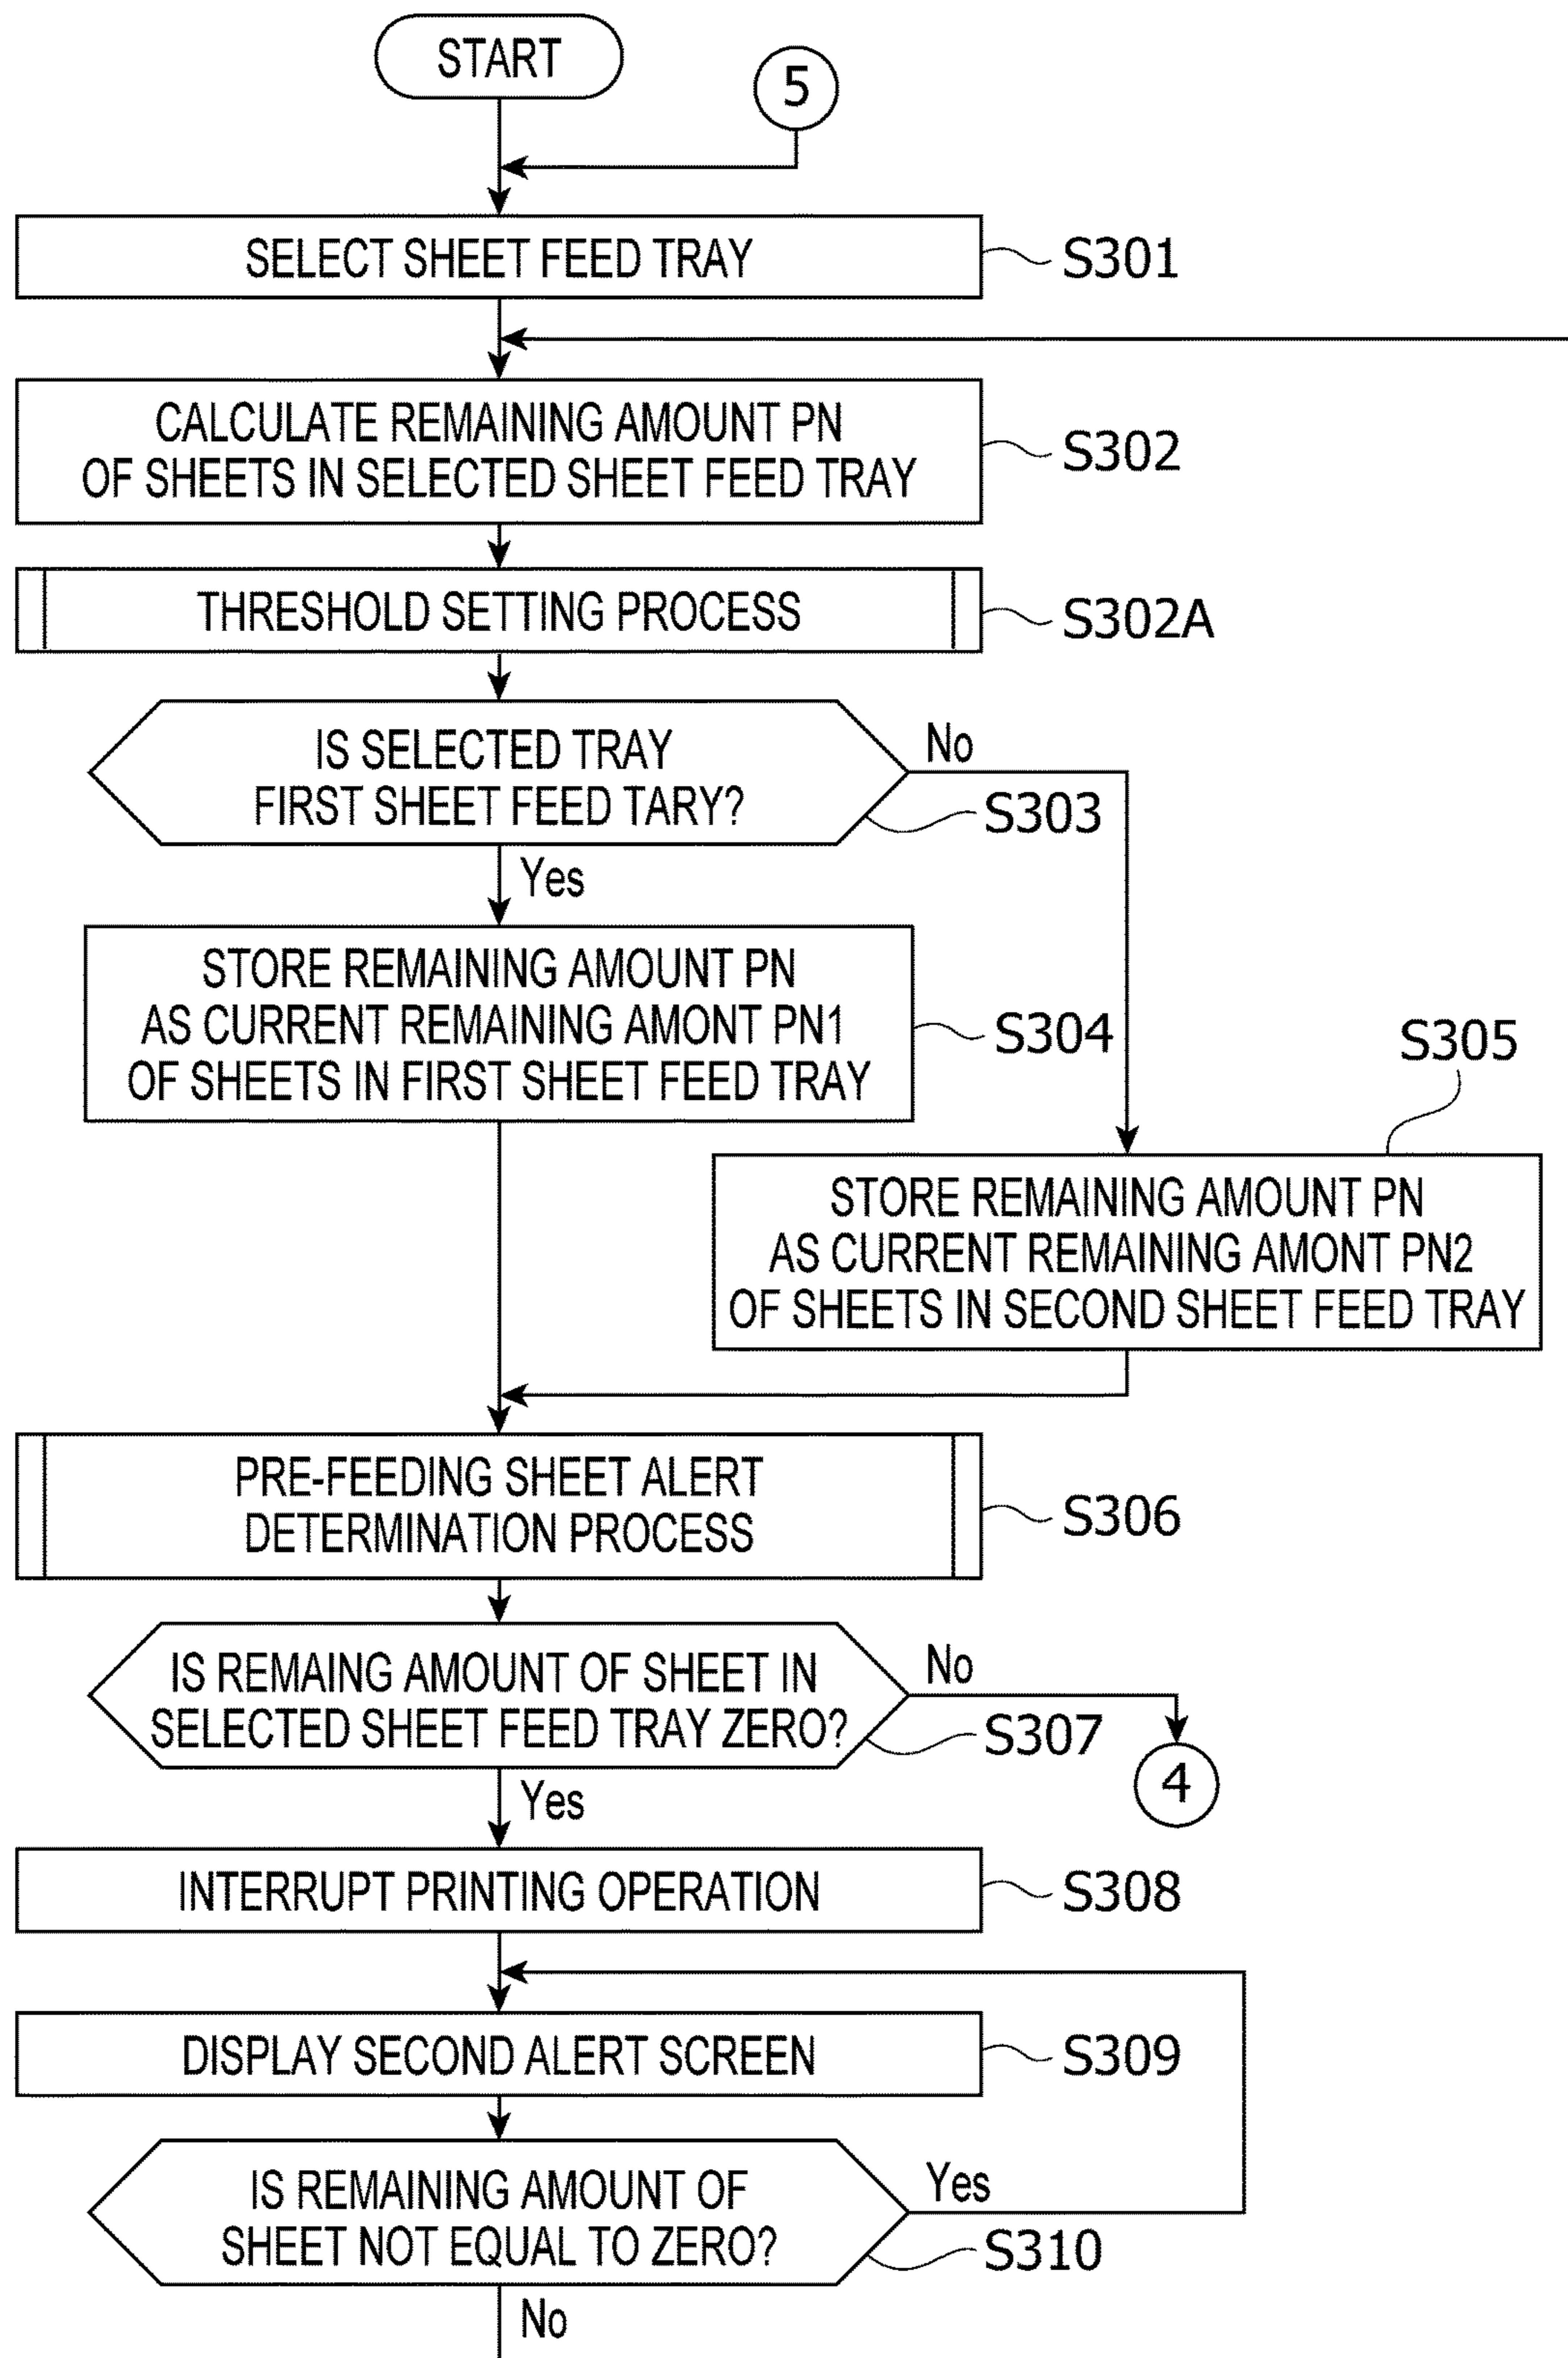 START
5
SELECT SHEET FEED TRAY
S301
CALCULATE REMAINING AMOUNT PN
OF SHEETS IN SELECTED SHEET FEED TRAY
S302
THRESHOLD SETTING PROCESS
S302A
IS SELECTED TRAY
FIRST SHEET FEED TARY?
No
S303
Yes
STORE REMAINING AMOUNT PN
AS CURRENT REMAINING AMONT PN1
OF SHEETS IN FIRST SHEET FEED TRAY
S304
S305
STORE REMAINING AMOUNT PN
AS CURRENT REMAINING AMONT PN2
OF SHEETS IN SECOND SHEET FEED TRAY
PRE-FEEDING SHEET ALERT
DETERMINATION PROCESS
S306
IS REMAING AMOUNT OF SHEET IN
SELECTED SHEET FEED TRAY ZERO?
No
S307
4
Yes
INTERRUPT PRINTING OPERATION
S308
DISPLAY SECOND ALERT SCREEN
S309
IS REMAINING AMOUNT OF
SHEET NOT EQUAL TO ZERO?
Yes
S310
No